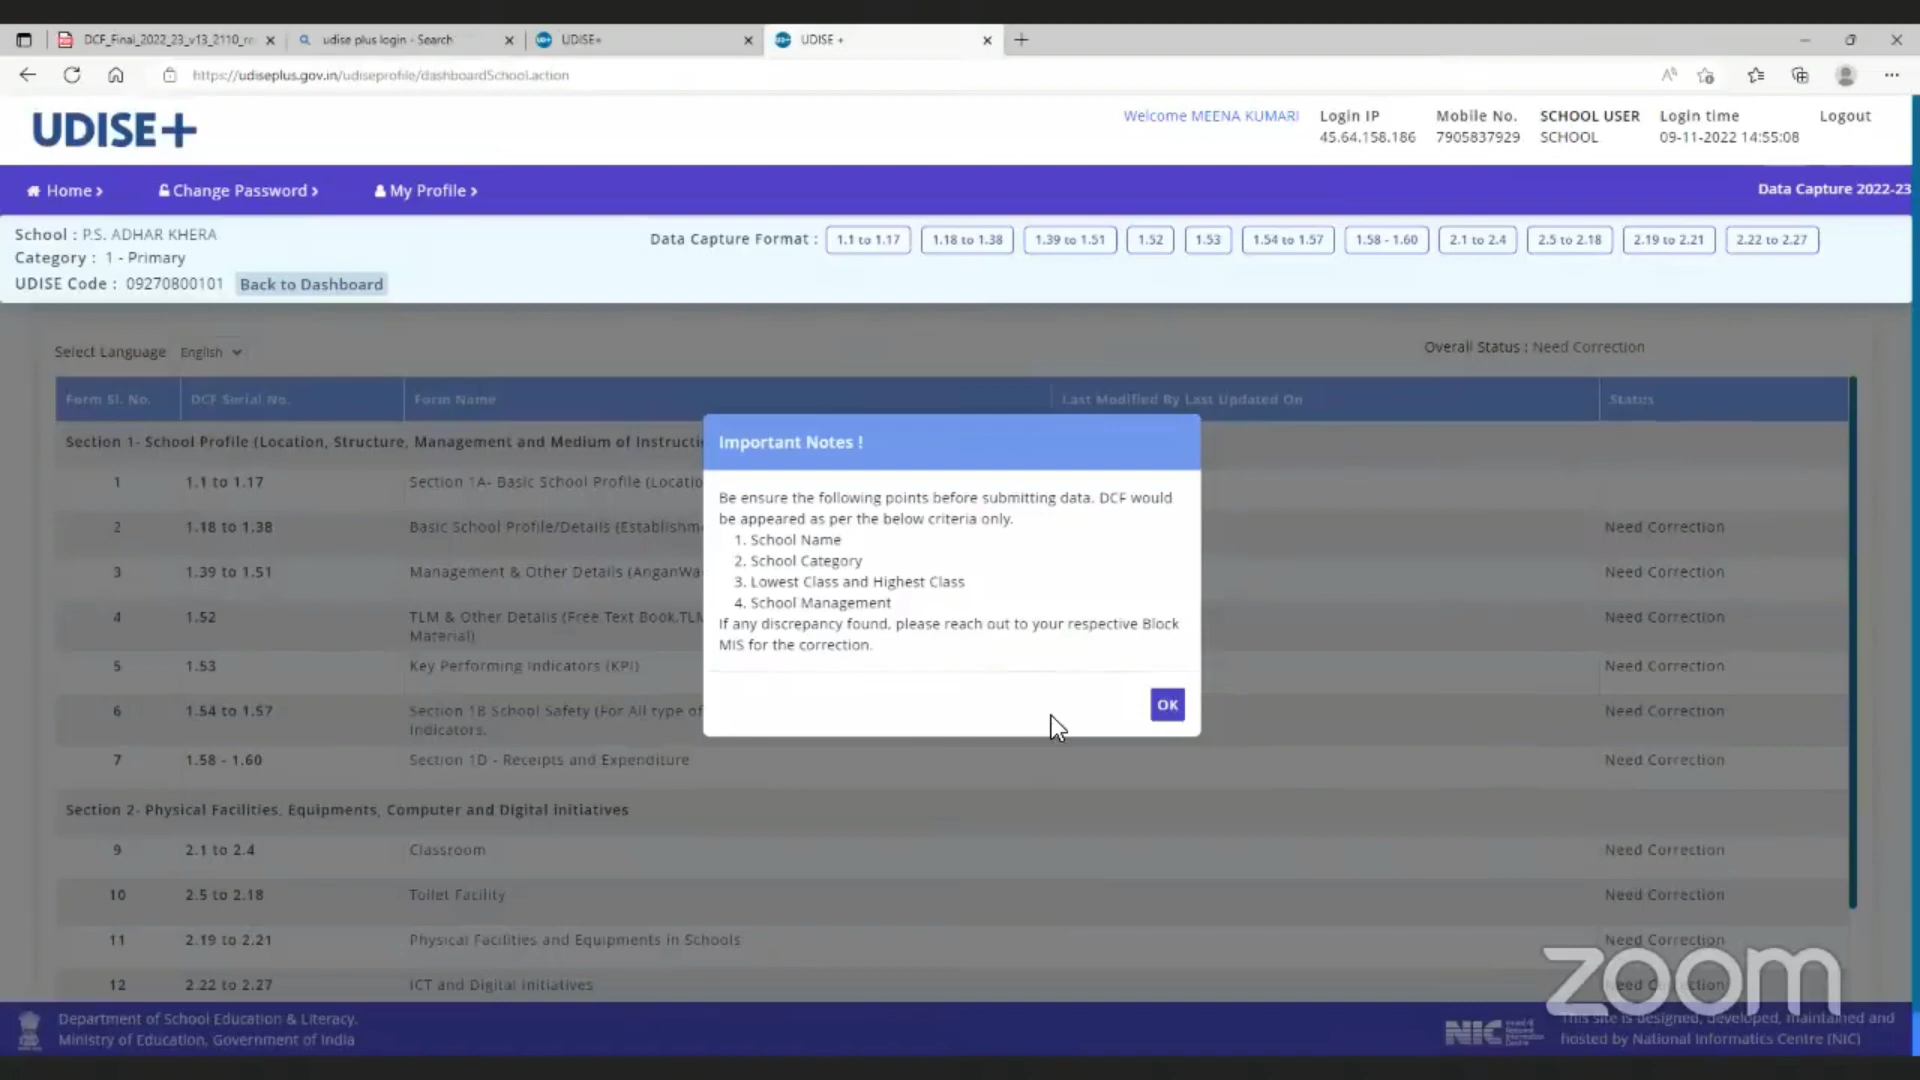 DCF_Final_2022_23_v13_2110_re
udise plus login - Search
UDISE+
UDISE +
https://udiseplus.gov.in/udiseprofile/dashboardSchool.action
UDISE+
Welcome MEENA KUMARI
Login IP
45.64.158.186
Mobile No.
7905837929
SCHOOL USER
SCHOOL
Login time
09-11-2022 14:55:08
Logout
Home >
Change Password >
My Profile >
Data Capture 2022-23
School : P.S. ADHAR KHERA
Category : 1 - Primary
UDISE Code : 09270800101 Back to Dashboard
Data Capture Format : 1.1 to 1.17 1.18 to 1.38 1.39 to 1.51 1.52 1.53 1.54 to 1.57 1.58 - 1.60 2.1 to 2.4 2.5 to 2.18 2.19 to 2.21 2.22 to 2.27
Select Language English
Overall Status : Need Correction
Form Sl. No. DCF Serial No. Form Name Last Modified By Last Updated On Status
Section 1- School Profile (Location, Structure, Management and Medium of Instructi
1 1.1 to 1.17 Section 1A- Basic School Profile (Locatio
2 1.18 to 1.38 Basic School Profile/Details (Establishm Need Correction
3 1.39 to 1.51 Management & Other Details (AnganWa Need Correction
4 1.52 TLM & Other Details (Free Text Book,TLM Need Correction
Material)
5 1.53 Key Performing Indicators (KPI) Need Correction
6 1.54 to 1.57 Section 1B School Safety (For All type of Need Correction
Indicators.
7 1.58 - 1.60 Section 1D - Receipts and Expenditure Need Correction
Section 2- Physical Facilities, Equipments, Computer and Digital Initiatives
9 2.1 to 2.4 Classroom Need Correction
10 2.5 to 2.18 Toilet Facility Need Correction
11 2.19 to 2.21 Physical Facilities and Equipments in Schools Need Correction
12 2.22 to 2.27 ICT and Digital Initiatives Need Correction
Important Notes !
Be ensure the following points before submitting data. DCF would
be appeared as per the below criteria only.
1. School Name
2. School Category
3. Lowest Class and Highest Class
4. School Management
If any discrepancy found, please reach out to your respective Block
MIS for the correction.
OK
zoom
Department of School Education & Literacy.
Ministry of Education, Government of India
NIC
This site is designed, developed, maintained and
hosted by National Informatics Centre (NIC)